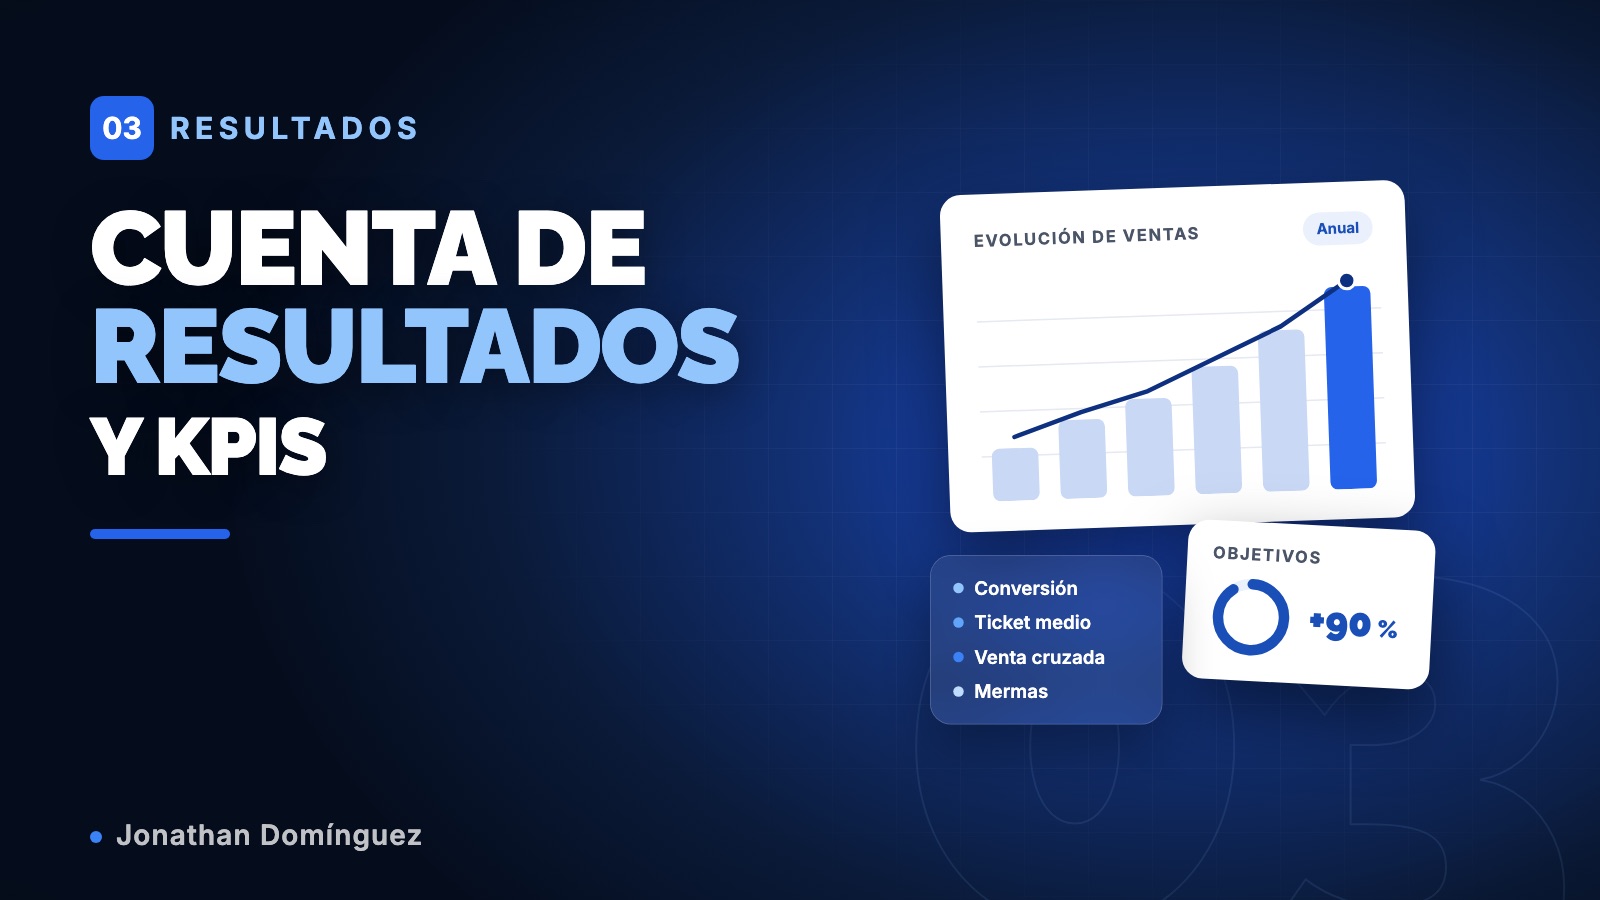 03 RESULTADOS
CUENTA DE
RESULTADOS
Y KPIS
EVOLUCIÓN DE VENTAS
Anual
Conversión
Ticket medio
Venta cruzada
Mermas
OBJETIVOS
+90 %
03
Jonathan Domínguez